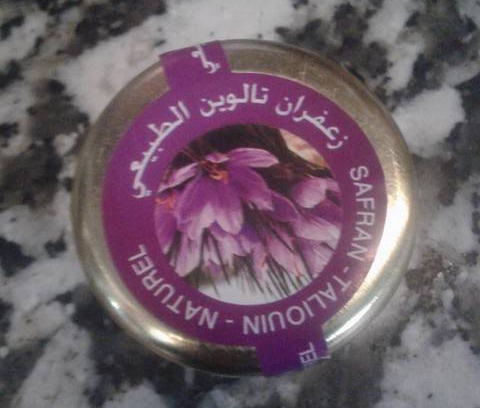 زعفران تالوين الطبيعي
SAFRAN - TALIOUIN - NATUREL